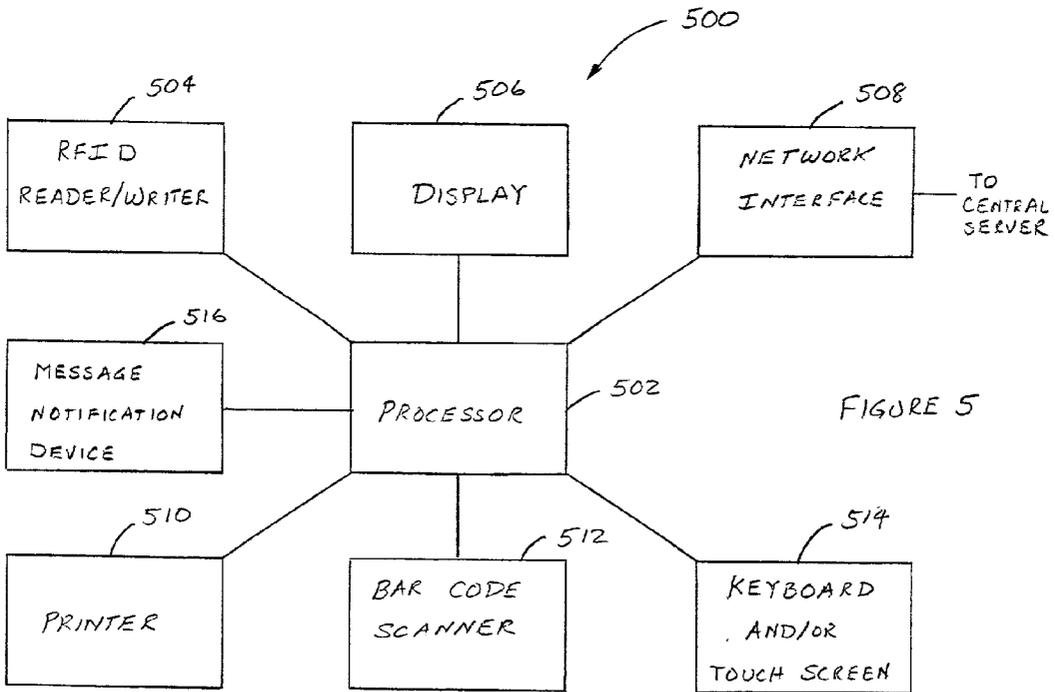 500
504
506
508
RFID
READER/WRITER
DISPLAY
NETWORK
INTERFACE
TO
CENTRAL
SERVER
516
MESSAGE
NOTIFICATION
DEVICE
PROCESSOR
502
FIGURE 5
510
512
514
PRINTER
BAR CODE
SCANNER
KEYBOARD
AND/OR
TOUCH SCREEN